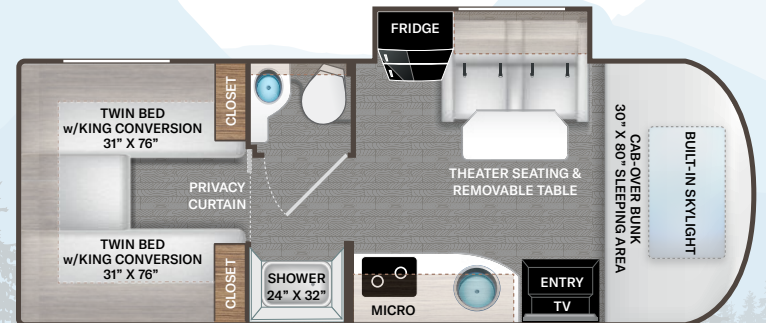 FRIDGE
CLOSET
TWIN BED
w/KING CONVERSION
31” X 76”
PRIVACY
CURTAIN
THEATER SEATING &
REMOVABLE TABLE
CAB-OVER BUNK
30” X 80” SLEEPING AREA
BUILT-IN SKYLIGHT
TWIN BED
w/KING CONVERSION
31” X 76”
CLOSET
SHOWER
24” X 32”
MICRO
ENTRY
TV